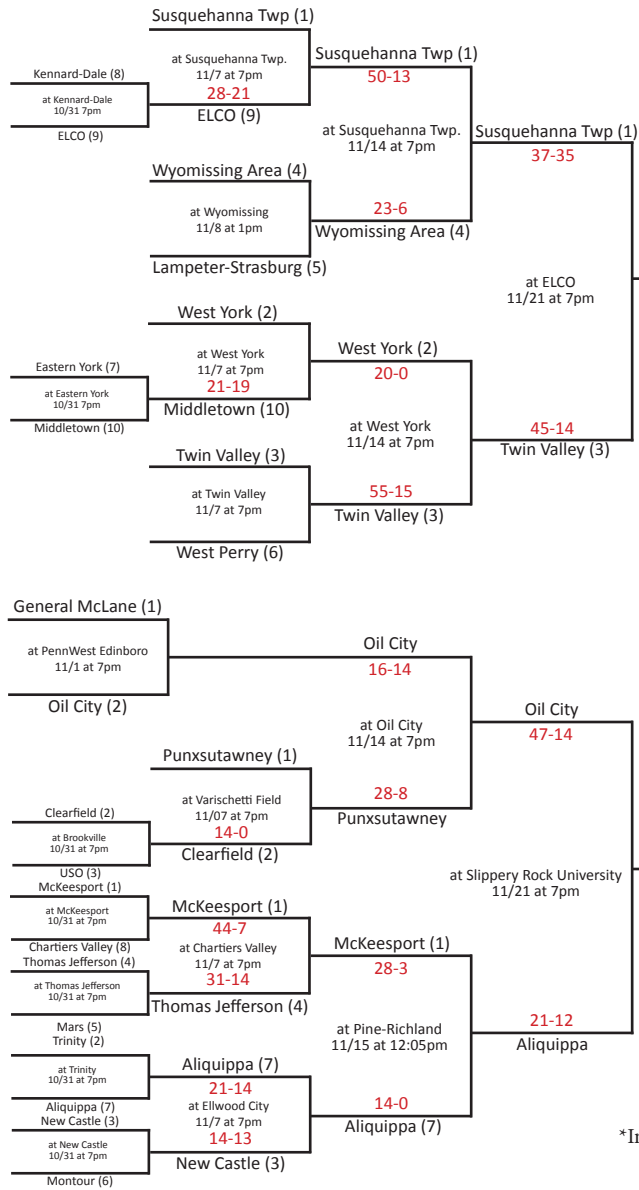 Susquehanna Twp (1)
at Susquehanna Twp.
11/7 at 7pm
28-21
ELCO (9)
Kennard-Dale (8)
at Kennard-Dale
10/31 7pm
ELCO (9)
Susquehanna Twp (1)
50-13
at Susquehanna Twp.
11/14 at 7pm
Susquehanna Twp (1)
37-35
Wyomissing Area (4)
at Wyomissing
11/8 at 1pm
Lampeter-Strasburg (5)
23-6
Wyomissing Area (4)
at ELCO
11/21 at 7pm
West York (2)
at West York
11/7 at 7pm
21-19
Middletown (10)
Eastern York (7)
at Eastern York
10/31 7pm
Middletown (10)
West York (2)
20-0
at West York
11/14 at 7pm
45-14
Twin Valley (3)
Twin Valley (3)
at Twin Valley
11/7 at 7pm
West Perry (6)
55-15
Twin Valley (3)
General McLane (1)
at PennWest Edinboro
11/1 at 7pm
Oil City (2)
Oil City
16-14
at Oil City
11/14 at 7pm
Oil City
47-14
Punxsutawney (1)
at Varischetti Field
11/07 at 7pm
14-0
Clearfield (2)
28-8
Punxsutawney
Clearfield (2)
at Brookville
10/31 at 7pm
USO (3)
at Slippery Rock University
11/21 at 7pm
McKeesport (1)
at McKeesport
10/31 at 7pm
Chartiers Valley (8)
McKeesport (1)
44-7
at Chartiers Valley
11/7 at 7pm
31-14
Thomas Jefferson (4)
Thomas Jefferson (4)
at Thomas Jefferson
10/31 at 7pm
Mars (5)
McKeesport (1)
28-3
at Pine-Richland
11/15 at 12:05pm
21-12
Aliquippa
Trinity (2)
at Trinity
10/31 at 7pm
Aliquippa (7)
Aliquippa (7)
21-14
at Ellwood City
11/7 at 7pm
14-13
New Castle (3)
14-0
Aliquippa (7)
New Castle (3)
at New Castle
10/31 at 7pm
Montour (6)